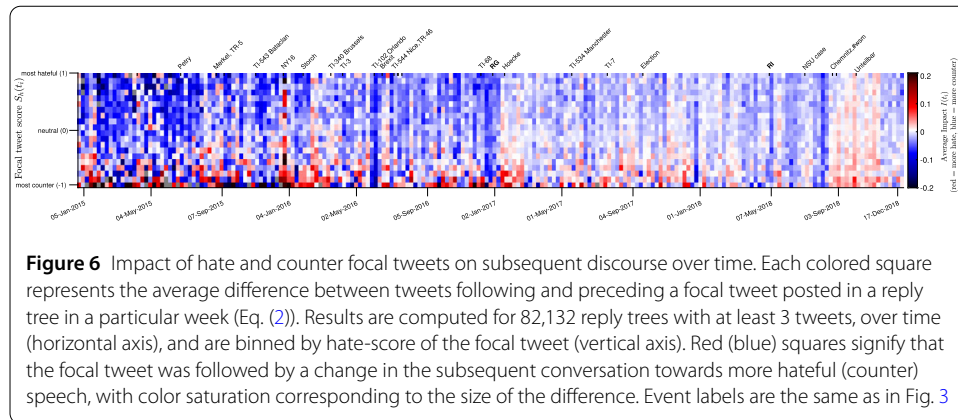 Petry
Merkel, TR-5
TI-543 Bataclan
NY16
Storch
TI-340 Brussels
TI-3
TI-102 Orlando
Brexit
TI-544 Nice, TR-46
TI-68
RG
Hoecke
TI-534 Manchester
TI-7
Election
RI
NSU case
Chemnitz,#wsrn
Unteilbar
most hateful (1)
neutral (0)
most counter (-1)
Focal tweet score Sₕ(tᵢ)
05-Jan-2015
04-May-2015
07-Sep-2015
04-Jan-2016
02-May-2016
05-Sep-2016
02-Jan-2017
01-May-2017
04-Sep-2017
01-Jan-2018
07-May-2018
03-Sep-2018
17-Dec-2018
0.2
0.1
0
-0.1
-0.2
Average Impact I(tᵢ)
(red = more hate, blue = more counter)
Figure 6 Impact of hate and counter focal tweets on subsequent discourse over time. Each colored square
represents the average difference between tweets following and preceding a focal tweet posted in a reply
tree in a particular week (Eq. (2)). Results are computed for 82,132 reply trees with at least 3 tweets, over time
(horizontal axis), and are binned by hate-score of the focal tweet (vertical axis). Red (blue) squares signify that
the focal tweet was followed by a change in the subsequent conversation towards more hateful (counter)
speech, with color saturation corresponding to the size of the difference. Event labels are the same as in Fig. 3